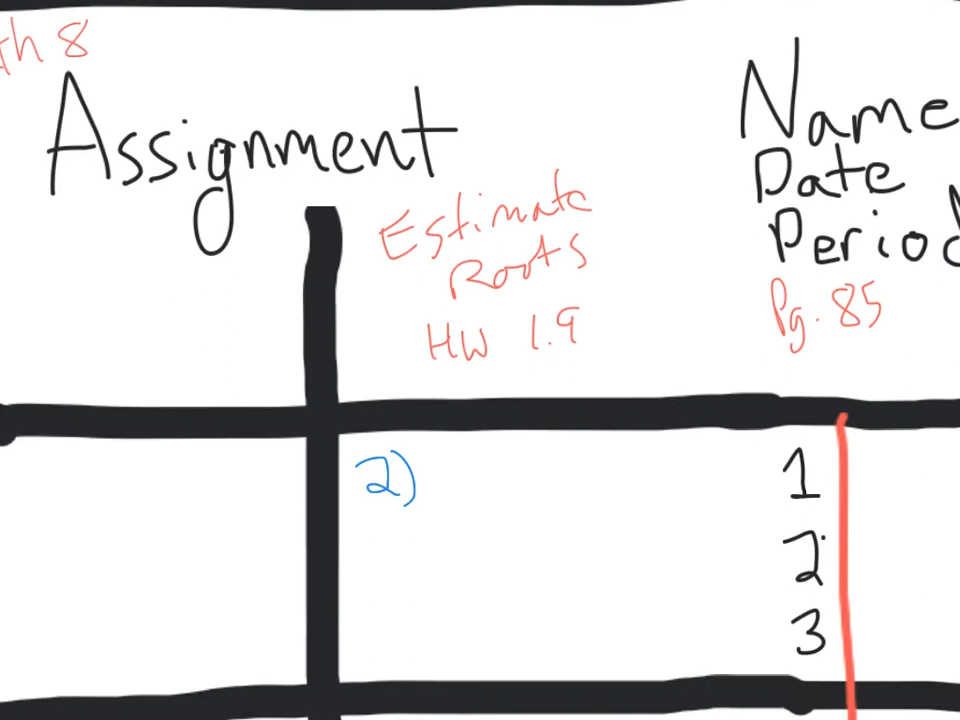 th 8
Assignment
Name
Date
Period
Estimate
Roots
HW 1.9
Pg. 85
2)
1
2
3